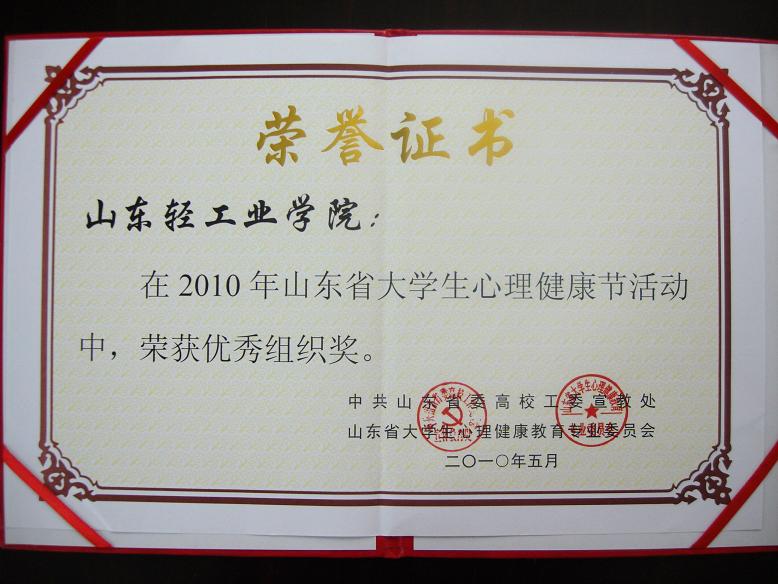 荣誉证书
山东轻工业学院：
在2010年山东省大学生心理健康节活动
中，荣获优秀组织奖。
中共山东省委高校工委宣教处
山东省大学生心理健康教育专业委员会
二〇一〇年五月